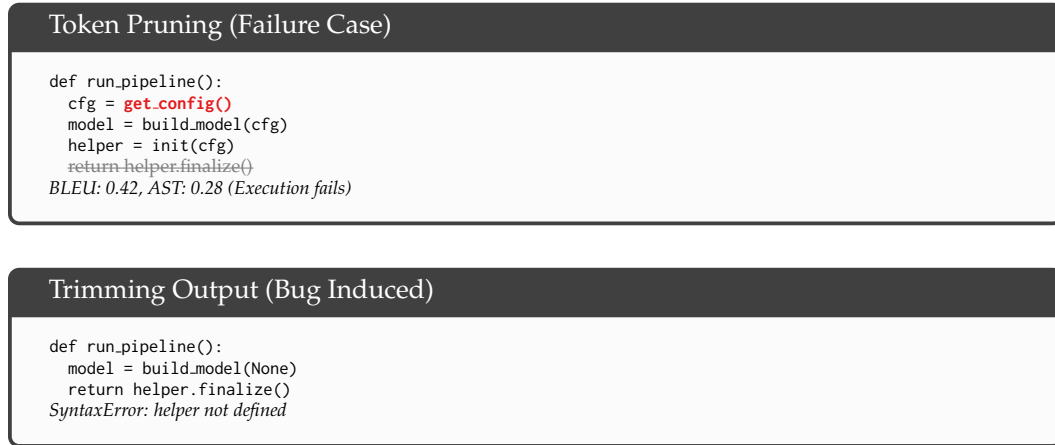 Token Pruning (Failure Case)
def run_pipeline():
cfg = get_config()
model = build_model(cfg)
helper = init(cfg)
return helper.finalize()
BLEU: 0.42, AST: 0.28 (Execution fails)
Trimming Output (Bug Induced)
def run_pipeline():
model = build_model(None)
return helper.finalize()
SyntaxError: helper not defined